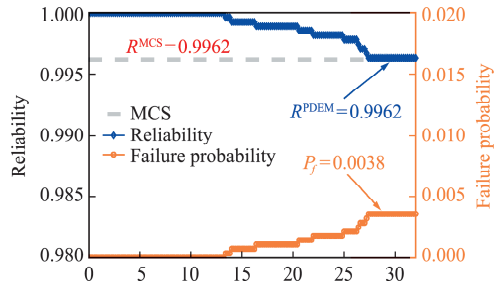 1.000
0.995
0.990
0.985
0.980
Reliability
0.020
0.015
0.010
0.005
0.000
Failure probability
R^MCS−0.9962
MCS
Reliability
Failure probability
R^PDEM=0.9962
P_f=0.0038
0 5 10 15 20 25 30